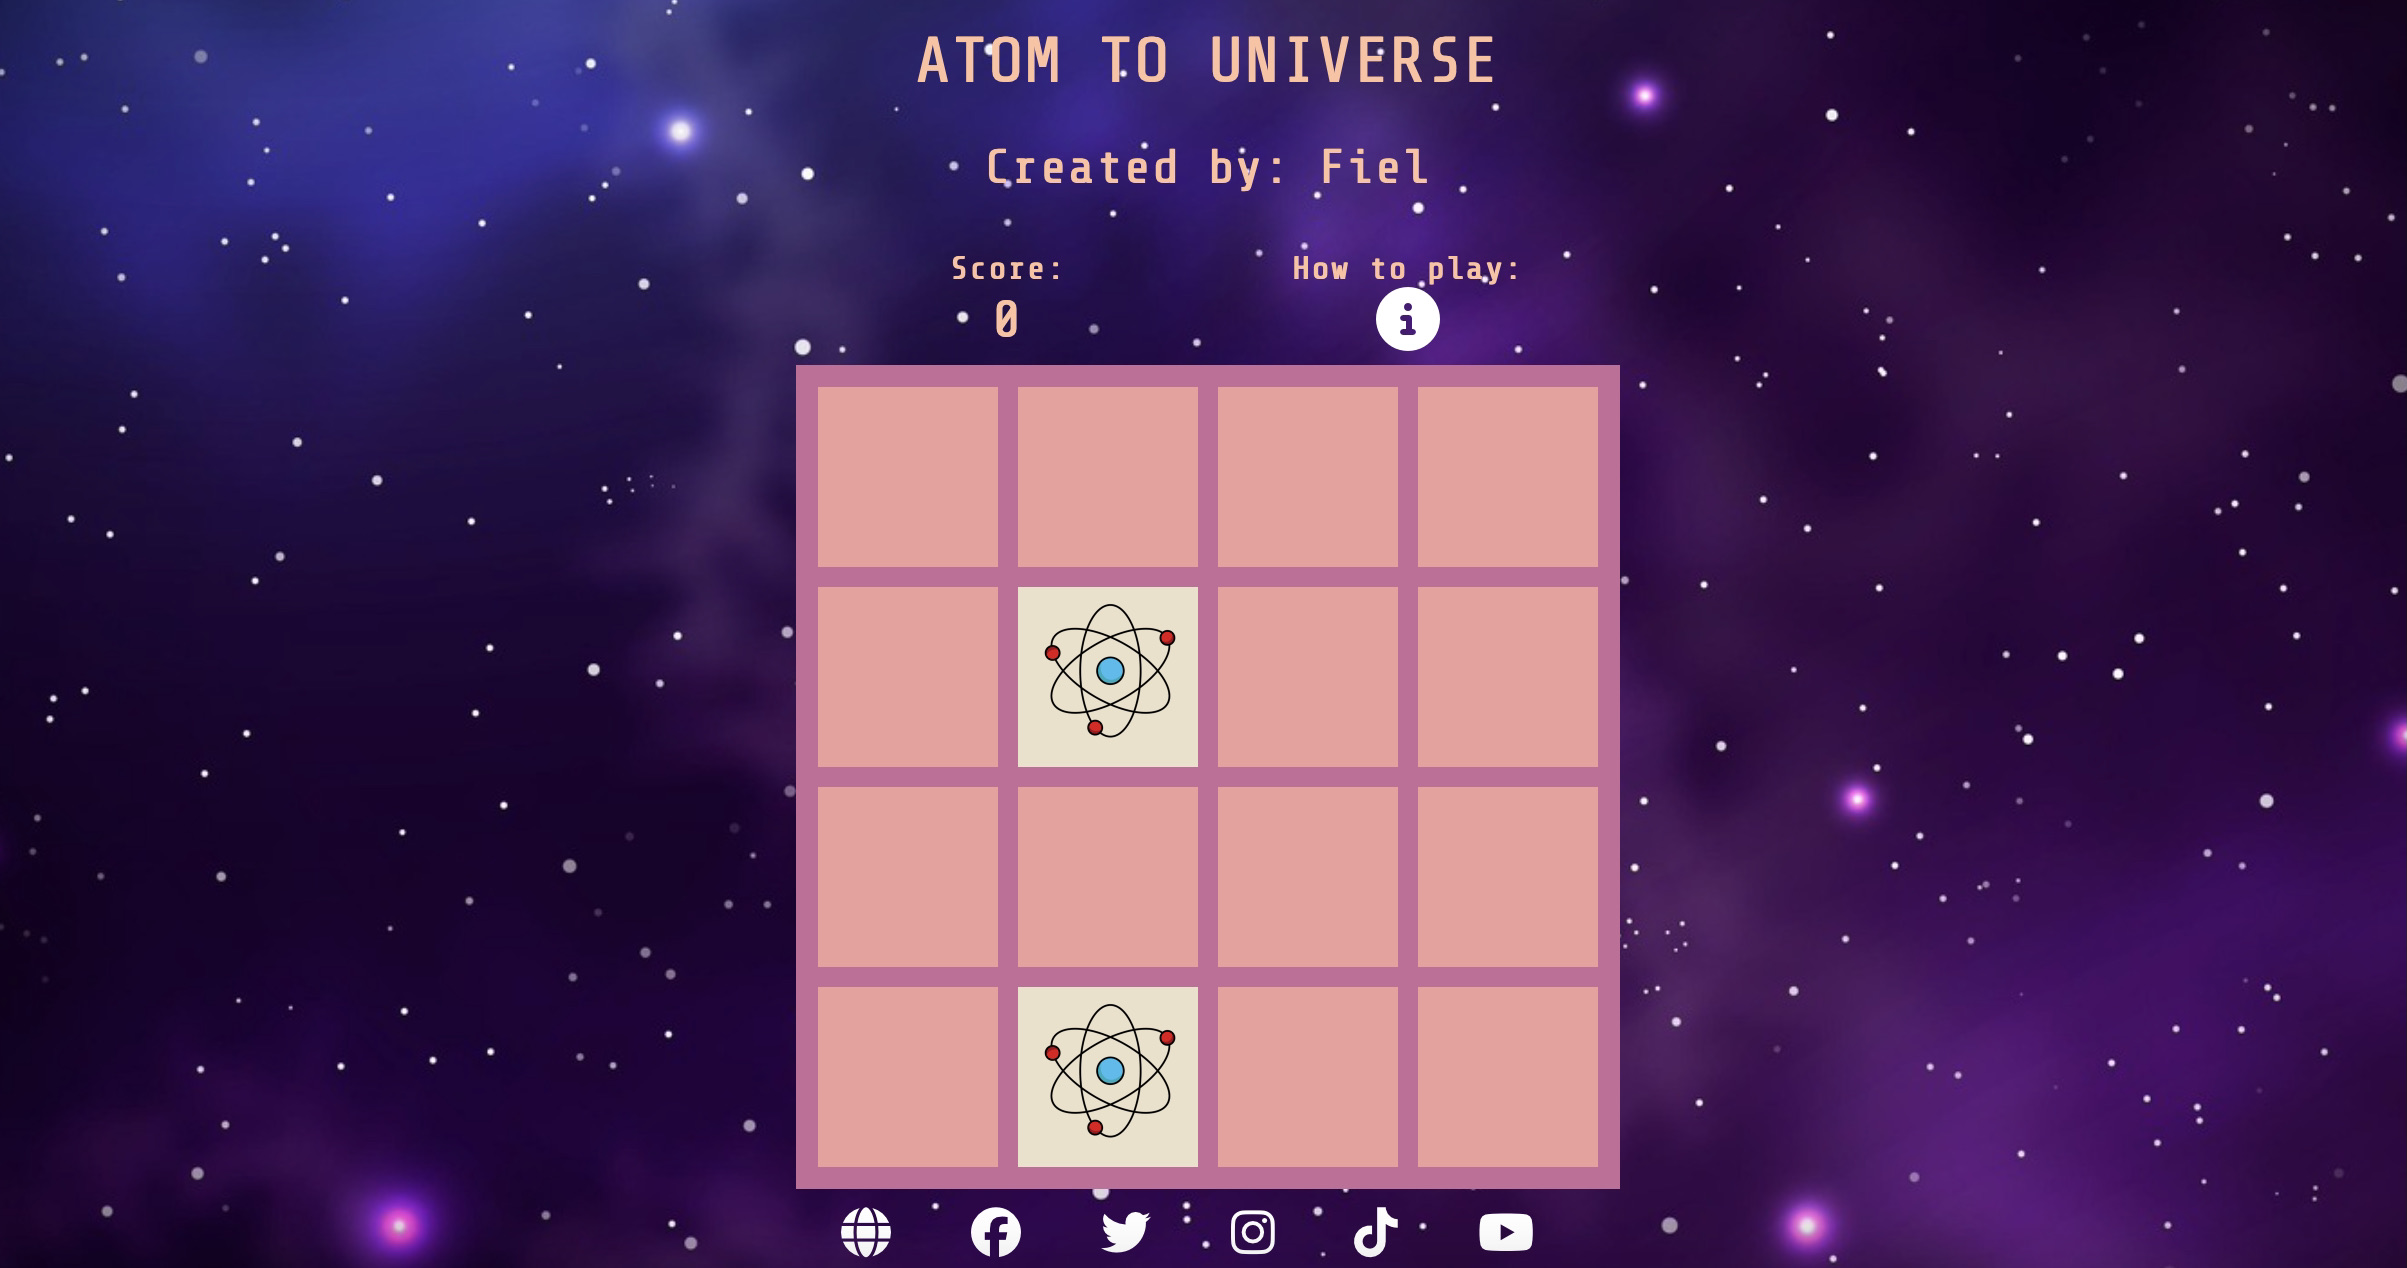 ATOM TO UNIVERSE
Created by: Fiel
Score:
How to play:
0